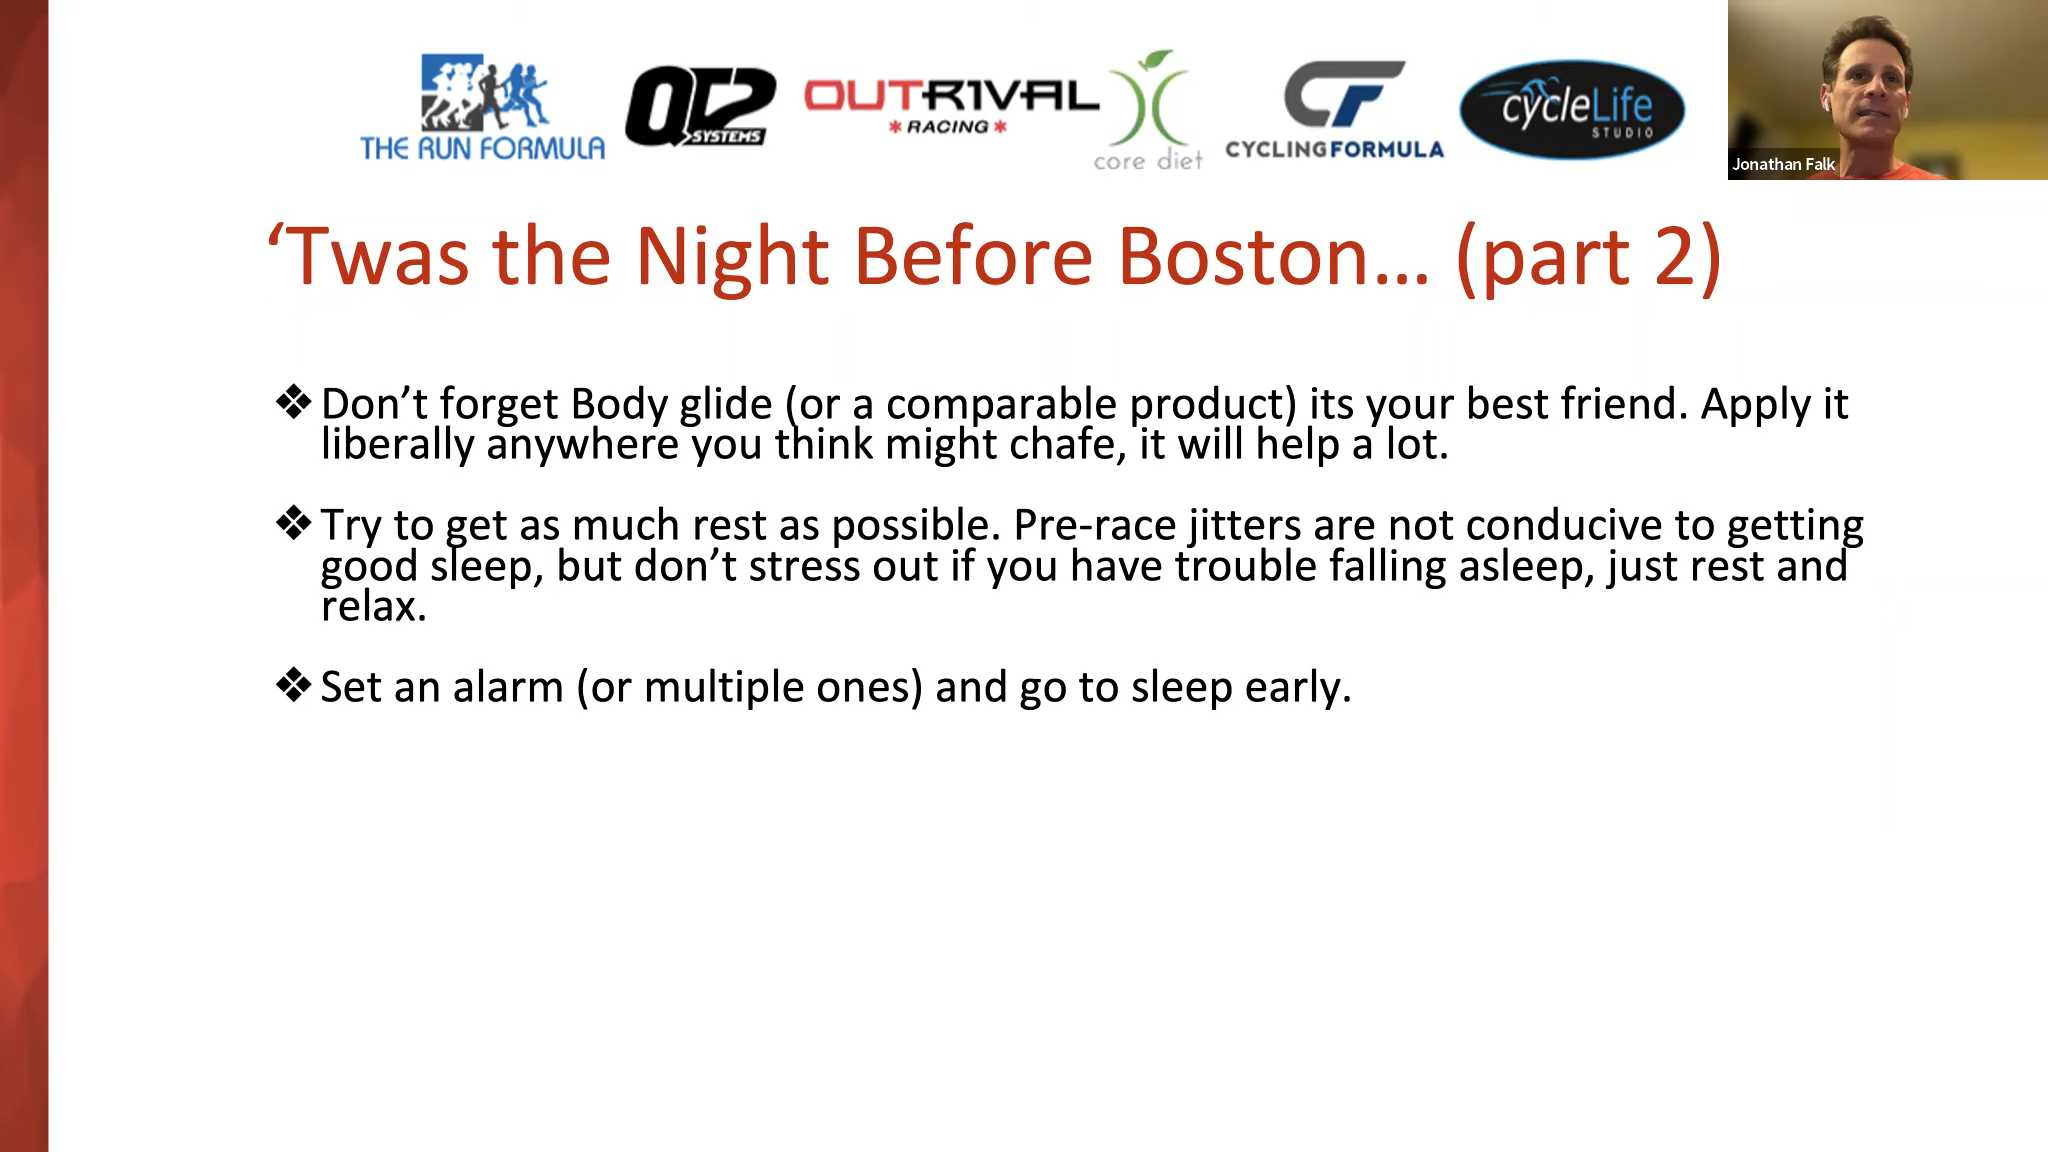 THE RUN FORMULA
QT2
SYSTEMS
OUTRIVAL
RACING
core diet
CF
CYCLINGFORMULA
cycleLife
STUDIO
Jonathan Falk
‘Twas the Night Before Boston… (part 2)
❖ Don’t forget Body glide (or a comparable product) its your best friend. Apply it
liberally anywhere you think might chafe, it will help a lot.
❖ Try to get as much rest as possible. Pre-race jitters are not conducive to getting
good sleep, but don’t stress out if you have trouble falling asleep, just rest and
relax.
❖ Set an alarm (or multiple ones) and go to sleep early.